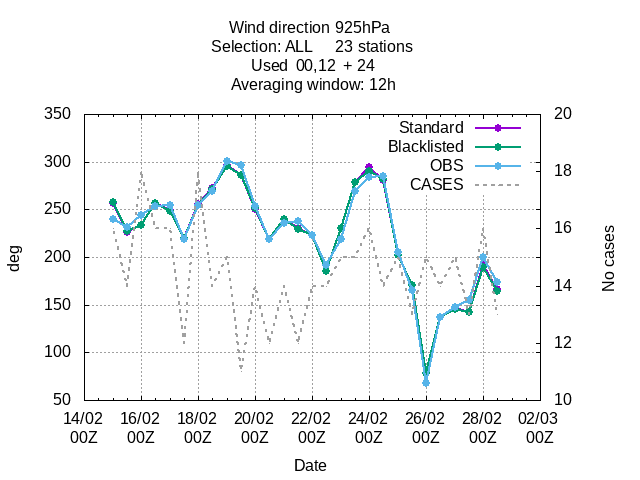 Wind direction 925hPa
Selection: ALL 23 stations
Used 00,12 + 24
Averaging window: 12h
350
300
250
200
150
100
50
deg
20
18
16
14
12
10
No cases
Standard
Blacklisted
OBS
CASES
14/02 16/02 18/02 20/02 22/02 24/02 26/02 28/02 02/03
00Z 00Z 00Z 00Z 00Z 00Z 00Z 00Z 00Z
Date